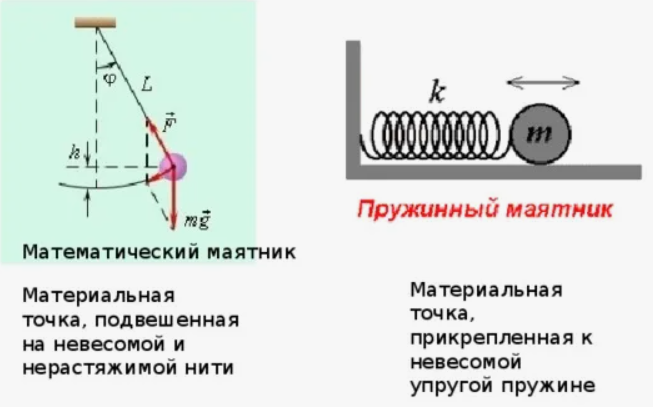 φ
L
F⃗
h
mg⃗
Математический маятник
Материальная
точка, подвешенная
на невесомой и
нерастяжимой нити
k
m
Пружинный маятник
Материальная
точка,
прикрепленная к
невесомой
упругой пружине